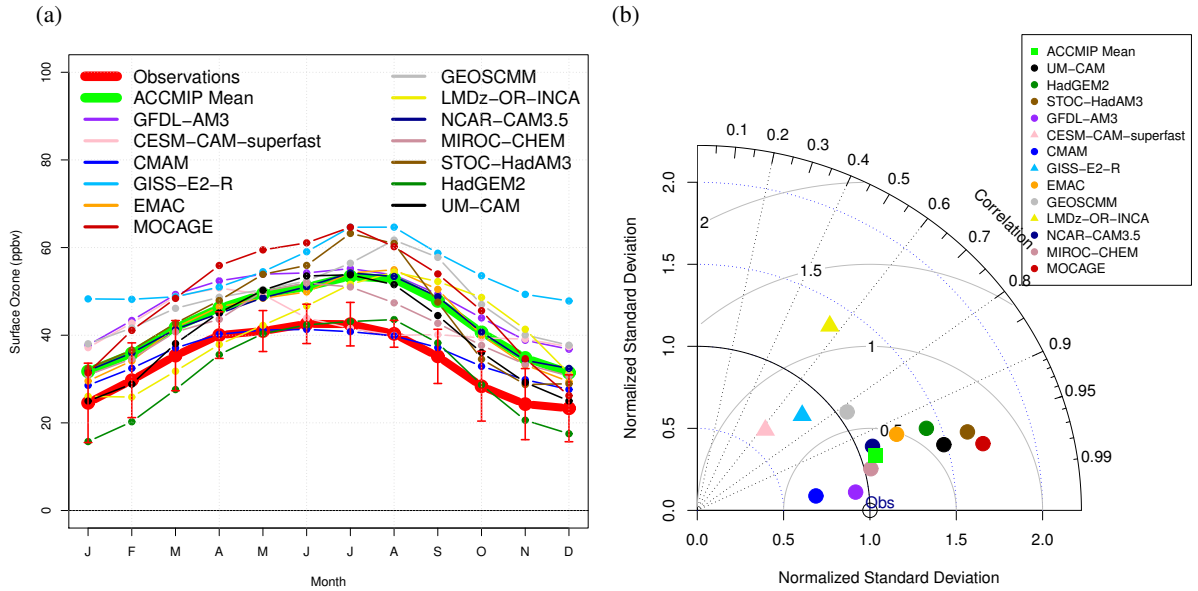 (a)
(b)
100
80
60
40
20
0
Surface Ozone (ppbv)
Observations
ACCMIP Mean
GFDL−AM3
CESM−CAM−superfast
CMAM
GISS−E2−R
EMAC
MOCAGE
GEOSCMM
LMDz−OR−INCA
NCAR−CAM3.5
MIROC−CHEM
STOC−HadAM3
HadGEM2
UM−CAM
J F M A M J J A S O N D
Month
ACCMIP Mean
UM−CAM
HadGEM2
STOC−HadAM3
GFDL−AM3
CESM−CAM−superfast
CMAM
GISS−E2−R
EMAC
GEOSCMM
LMDz−OR−INCA
NCAR−CAM3.5
MIROC−CHEM
MOCAGE
0.1 0.2 0.3 0.4 0.5 0.6 0.7 0.8 0.9 0.95 0.99
Correlation
2
1.5
1
0.5
Obs
2.0
1.5
1.0
0.5
0.0
Normalized Standard Deviation
0.0 0.5 1.0 1.5 2.0
Normalized Standard Deviation